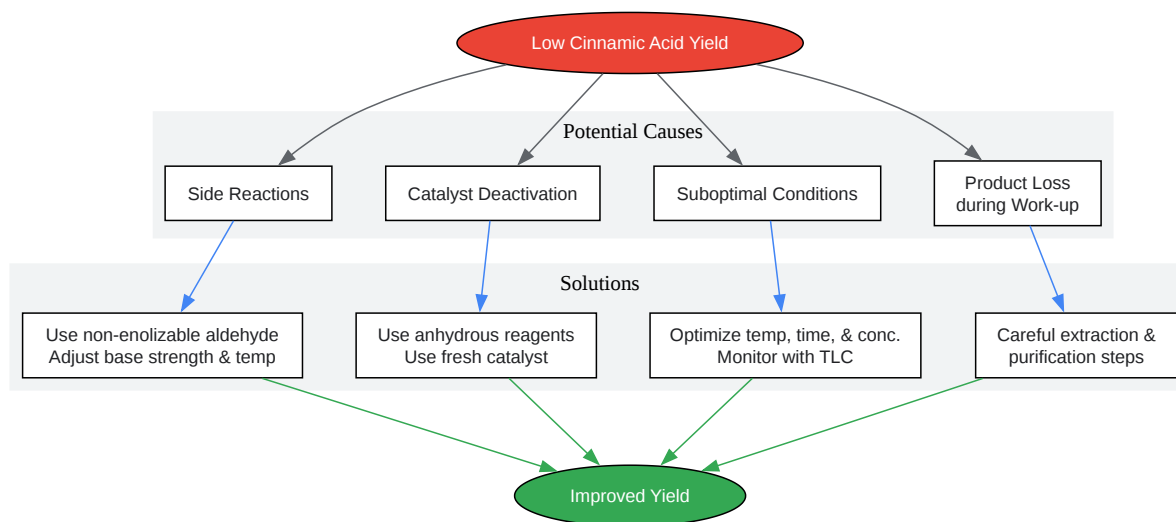 Low Cinnamic Acid Yield
Potential Causes
Side Reactions
Catalyst Deactivation
Suboptimal Conditions
Product Loss
during Work-up
Solutions
Use non-enolizable aldehyde
Adjust base strength & temp
Use anhydrous reagents
Use fresh catalyst
Optimize temp, time, & conc.
Monitor with TLC
Careful extraction &
purification steps
Improved Yield